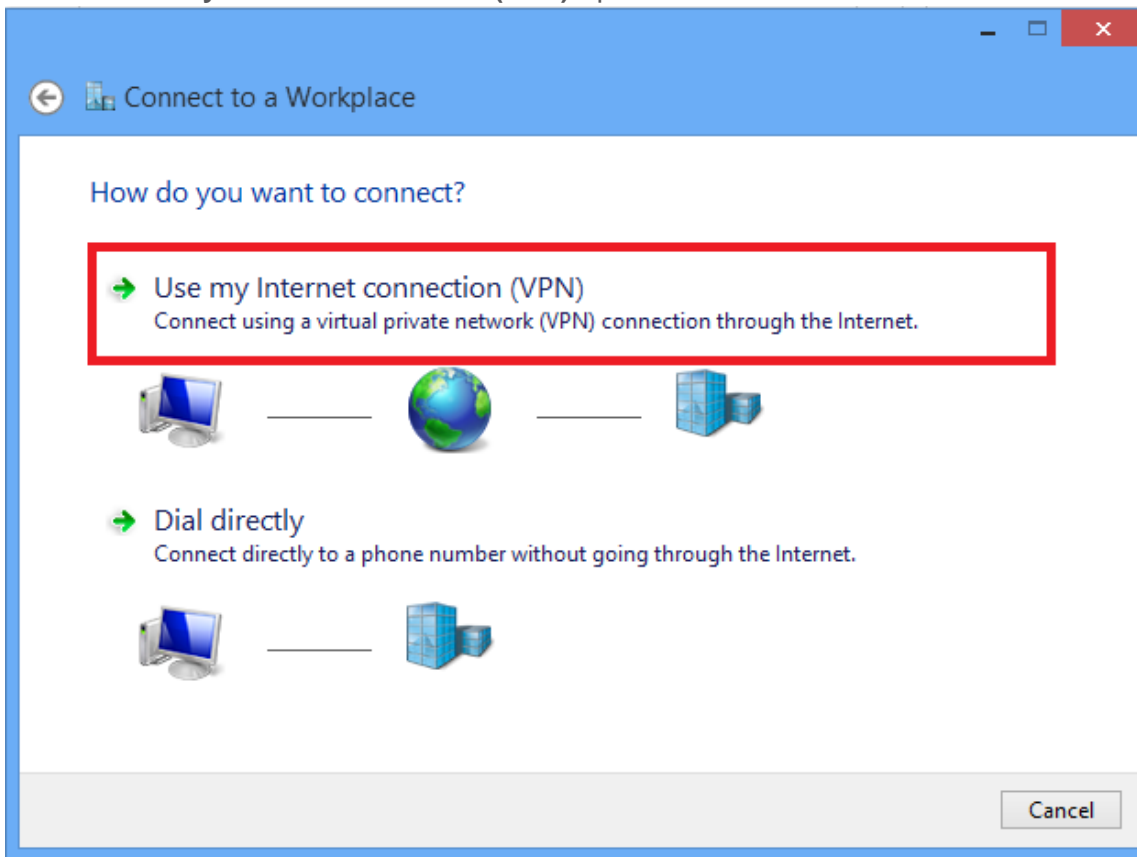 Connect to a Workplace
How do you want to connect?
Use my Internet connection (VPN)
Connect using a virtual private network (VPN) connection through the Internet.
Dial directly
Connect directly to a phone number without going through the Internet.
Cancel